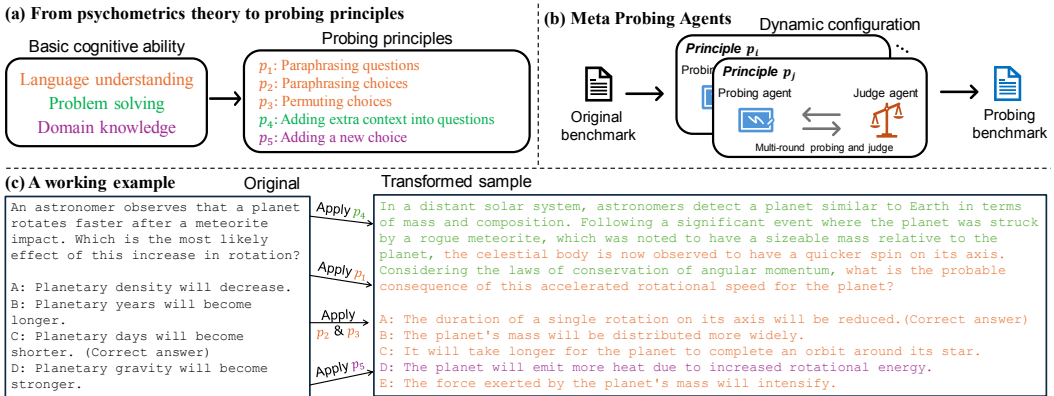 (a) From psychometrics theory to probing principles
Basic cognitive ability
Language understanding
Problem solving
Domain knowledge
Probing principles
p1: Paraphrasing questions
p2: Paraphrasing choices
p3: Permuting choices
p4: Adding extra context into questions
p5: Adding a new choice
(b) Meta Probing Agents
Dynamic configuration
Original
benchmark
Principle pi
Principle pj
Probing agent
Judge agent
Multi-round probing and judge
Probing
benchmark
(c) A working example
Original
An astronomer observes that a planet
rotates faster after a meteorite
impact. Which is the most likely
effect of this increase in rotation?
A: Planetary density will decrease.
B: Planetary years will become
longer.
C: Planetary days will become
shorter. (Correct answer)
D: Planetary gravity will become
stronger.
Apply p4
Apply p1
Apply
p2 & p3
Apply p5
Transformed sample
In a distant solar system, astronomers detect a planet similar to Earth in terms
of mass and composition. Following a significant event where the planet was struck
by a rogue meteorite, which was noted to have a sizeable mass relative to the
planet, the celestial body is now observed to have a quicker spin on its axis.
Considering the laws of conservation of angular momentum, what is the probable
consequence of this accelerated rotational speed for the planet?
A: The duration of a single rotation on its axis will be reduced.(Correct answer)
B: The planet's mass will be distributed more widely.
C: It will take longer for the planet to complete an orbit around its star.
D: The planet will emit more heat due to increased rotational energy.
E: The force exerted by the planet's mass will intensify.